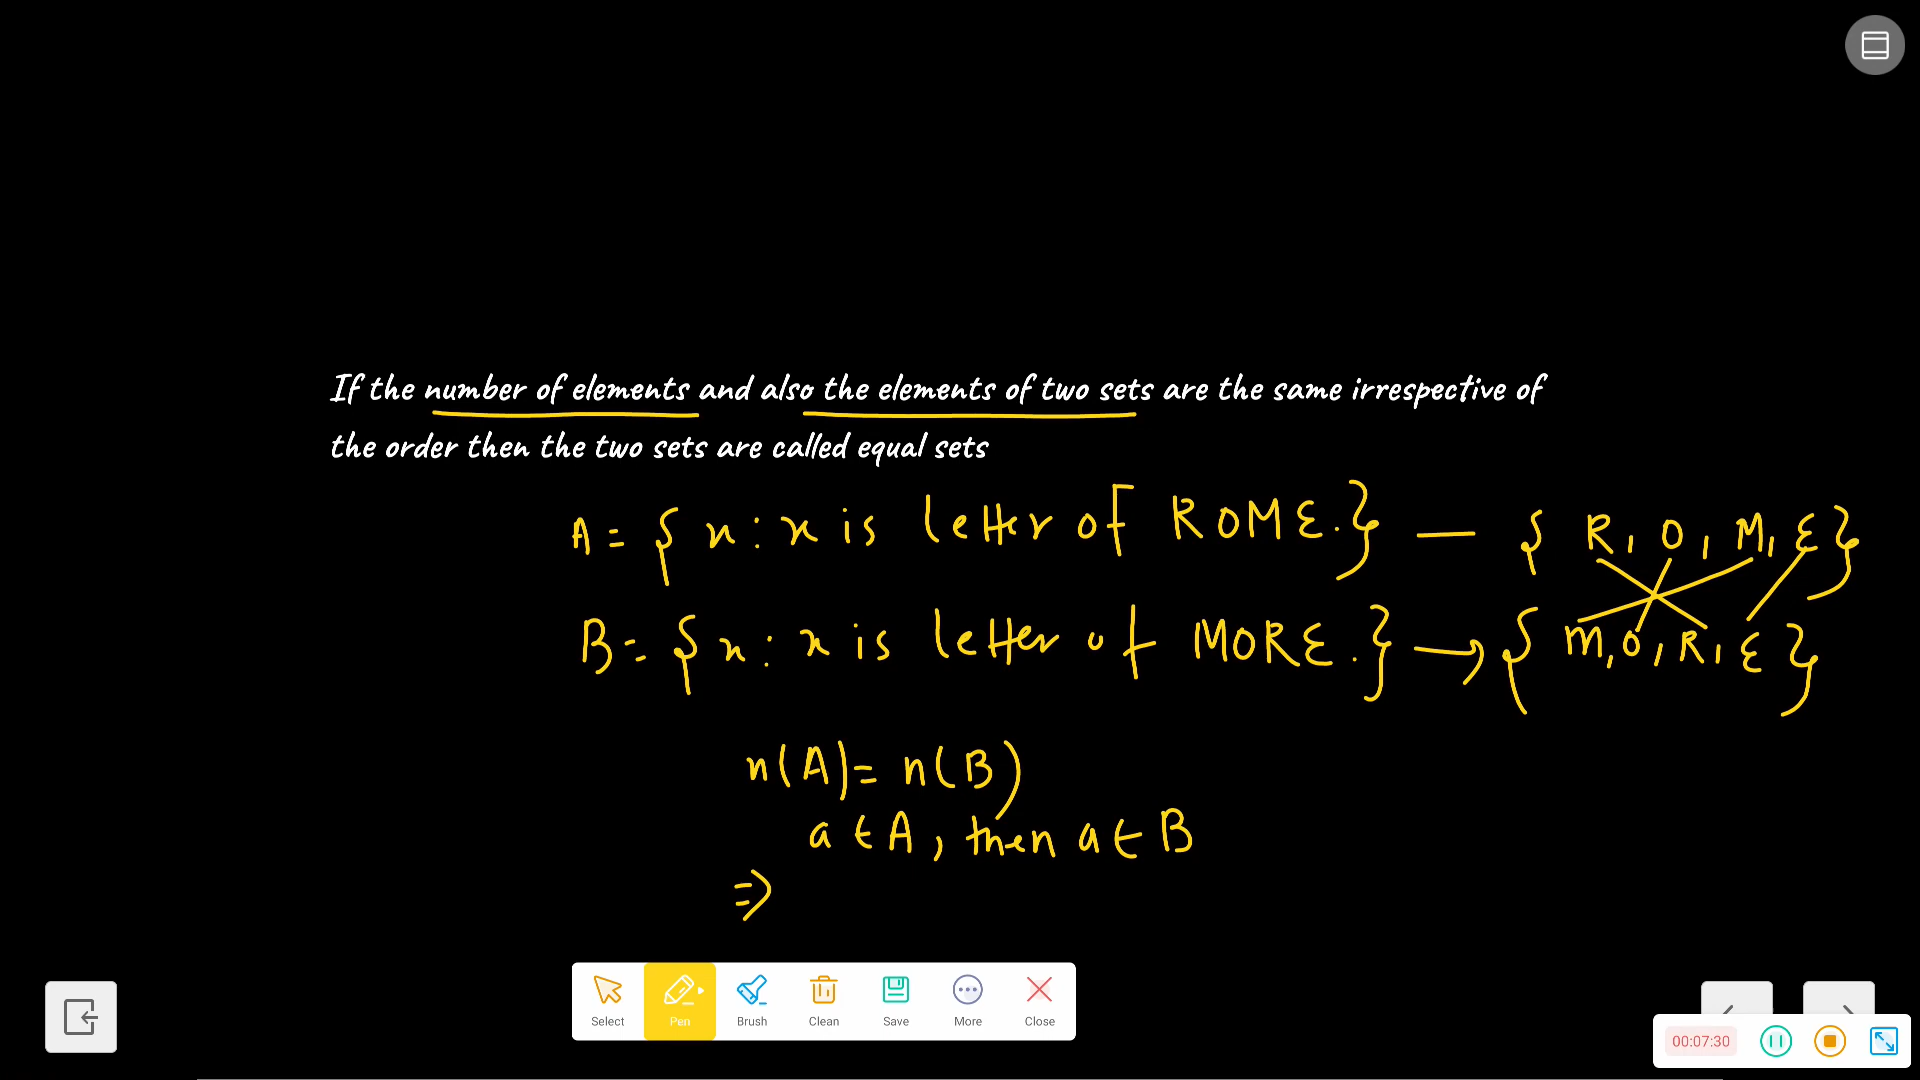 If the number of elements and also the elements of two sets are the same irrespective of
the order then the two sets are called equal sets
A = { x : x is letter of ROME. } — { R, O, M, E }
B = { x : x is letter of MORE. } → { M, O, R, E }
n(A) = n(B)
a ∈ A, then a ∈ B
⇒
Select Pen Brush Clean Save More Close
00:07:30